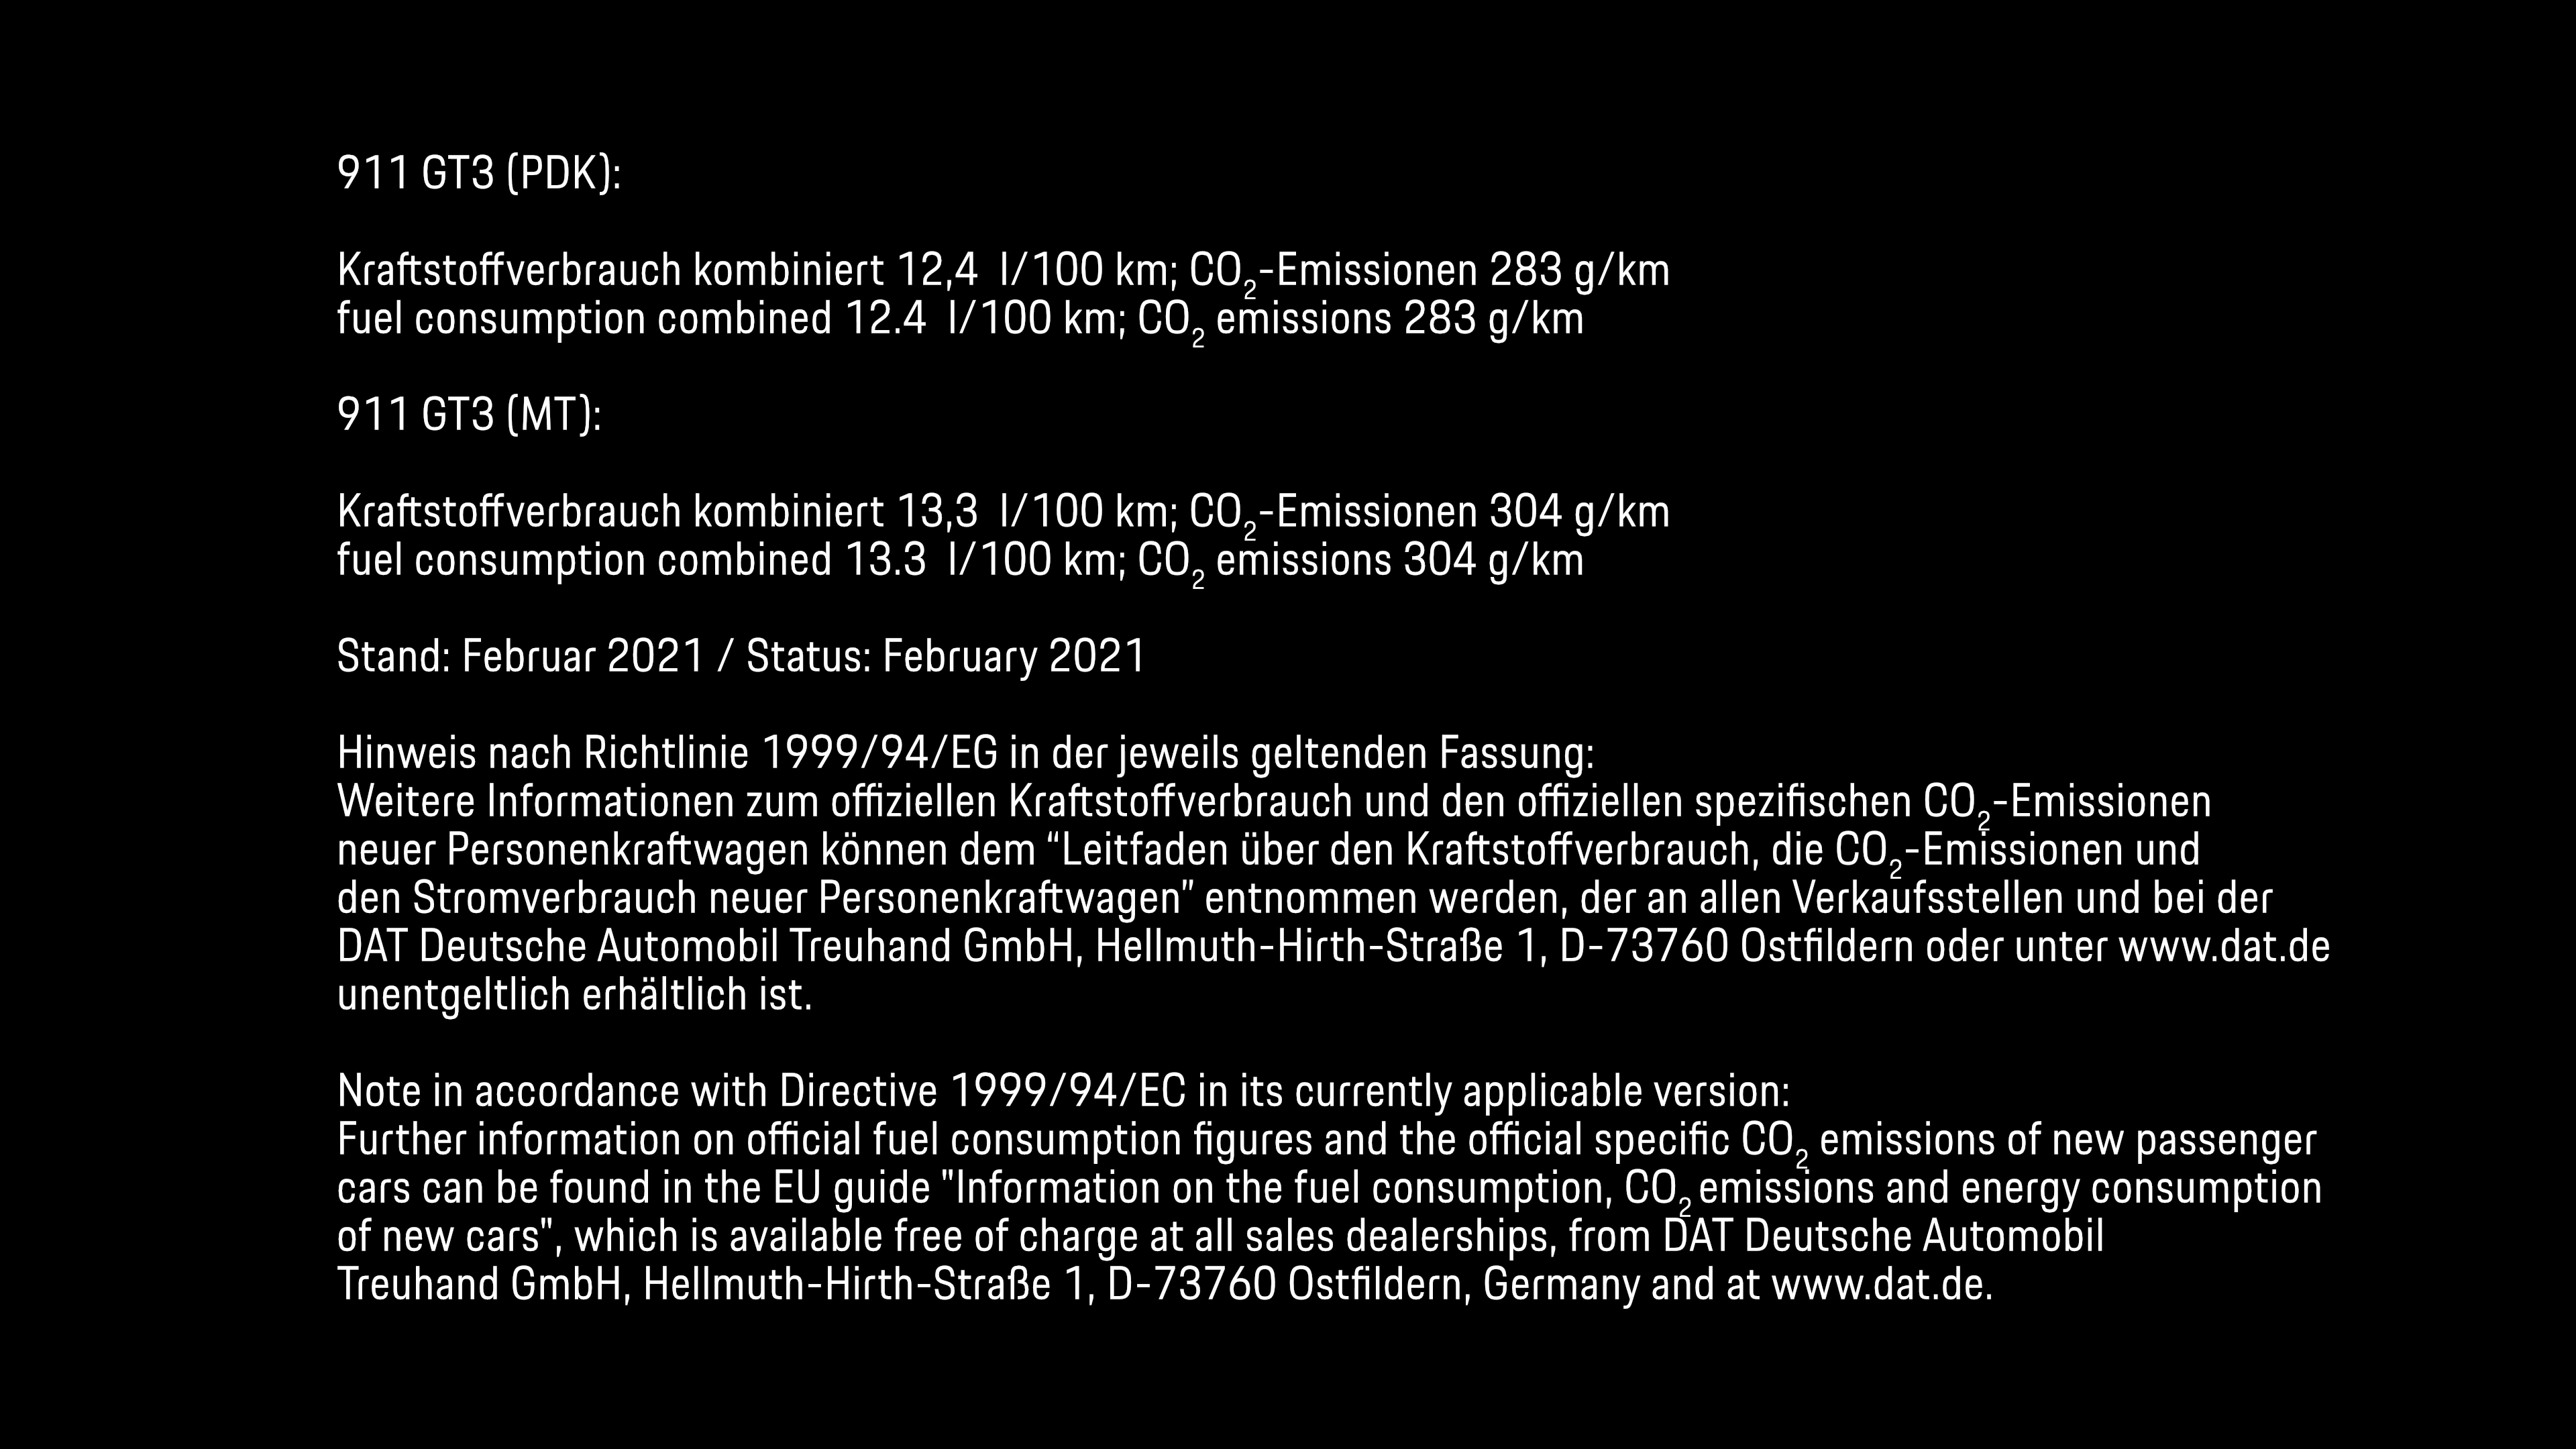 911 GT3 (PDK):
Kraftstoffverbrauch kombiniert 12,4  l/100 km; CO₂-Emissionen 283 g/km
fuel consumption combined 12.4  l/100 km; CO₂ emissions 283 g/km
911 GT3 (MT):
Kraftstoffverbrauch kombiniert 13,3  l/100 km; CO₂-Emissionen 304 g/km
fuel consumption combined 13.3  l/100 km; CO₂ emissions 304 g/km
Stand: Februar 2021 / Status: February 2021
Hinweis nach Richtlinie 1999/94/EG in der jeweils geltenden Fassung:
Weitere Informationen zum offiziellen Kraftstoffverbrauch und den offiziellen spezifischen CO₂-Emissionen
neuer Personenkraftwagen können dem “Leitfaden über den Kraftstoffverbrauch, die CO₂-Emissionen und
den Stromverbrauch neuer Personenkraftwagen” entnommen werden, der an allen Verkaufsstellen und bei der
DAT Deutsche Automobil Treuhand GmbH, Hellmuth-Hirth-Straße 1, D-73760 Ostfildern oder unter www.dat.de
unentgeltlich erhältlich ist.
Note in accordance with Directive 1999/94/EC in its currently applicable version:
Further information on official fuel consumption figures and the official specific CO₂ emissions of new passenger
cars can be found in the EU guide "Information on the fuel consumption, CO₂ emissions and energy consumption
of new cars", which is available free of charge at all sales dealerships, from DAT Deutsche Automobil
Treuhand GmbH, Hellmuth-Hirth-Straße 1, D-73760 Ostfildern, Germany and at www.dat.de.